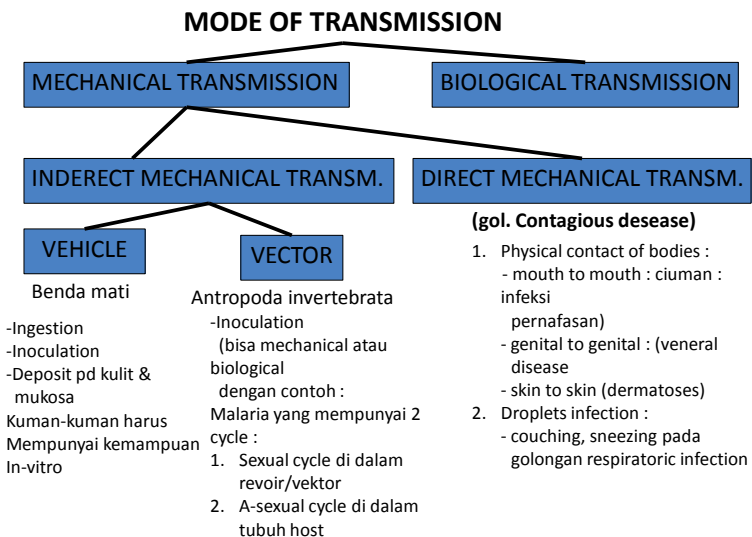 MODE OF TRANSMISSION
MECHANICAL TRANSMISSION
BIOLOGICAL TRANSMISSION
INDERECT MECHANICAL TRANSM.
DIRECT MECHANICAL TRANSM.
VEHICLE
Benda mati
-Ingestion
-Inoculation
-Deposit pd kulit &
mukosa
Kuman-kuman harus
Mempunyai kemampuan
In-vitro
VECTOR
Antropoda invertebrata
-Inoculation
(bisa mechanical atau
biological
dengan contoh :
Malaria yang mempunyai 2
cycle :
1. Sexual cycle di dalam
revoir/vektor
2. A-sexual cycle di dalam
tubuh host
(gol. Contagious desease)
1. Physical contact of bodies :
- mouth to mouth : ciuman :
infeksi
pernafasan)
- genital to genital : (veneral
disease
- skin to skin (dermatoses)
2. Droplets infection :
- couching, sneezing pada
golongan respiratoric infection